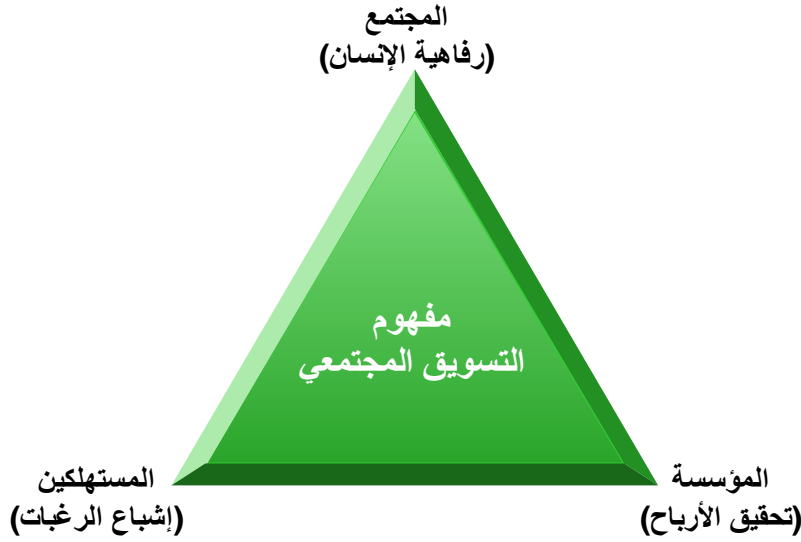 المجتمع
(رفاهية الإنسان)
مفهوم
التسويق المجتمعي
المؤسسة
(تحقيق الأرباح)
المستهلكين
(إشباع الرغبات)